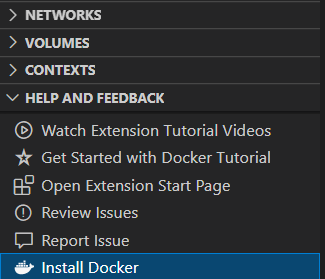 NETWORKS
VOLUMES
CONTEXTS
HELP AND FEEDBACK
Watch Extension Tutorial Videos
Get Started with Docker Tutorial
Open Extension Start Page
Review Issues
Report Issue
Install Docker